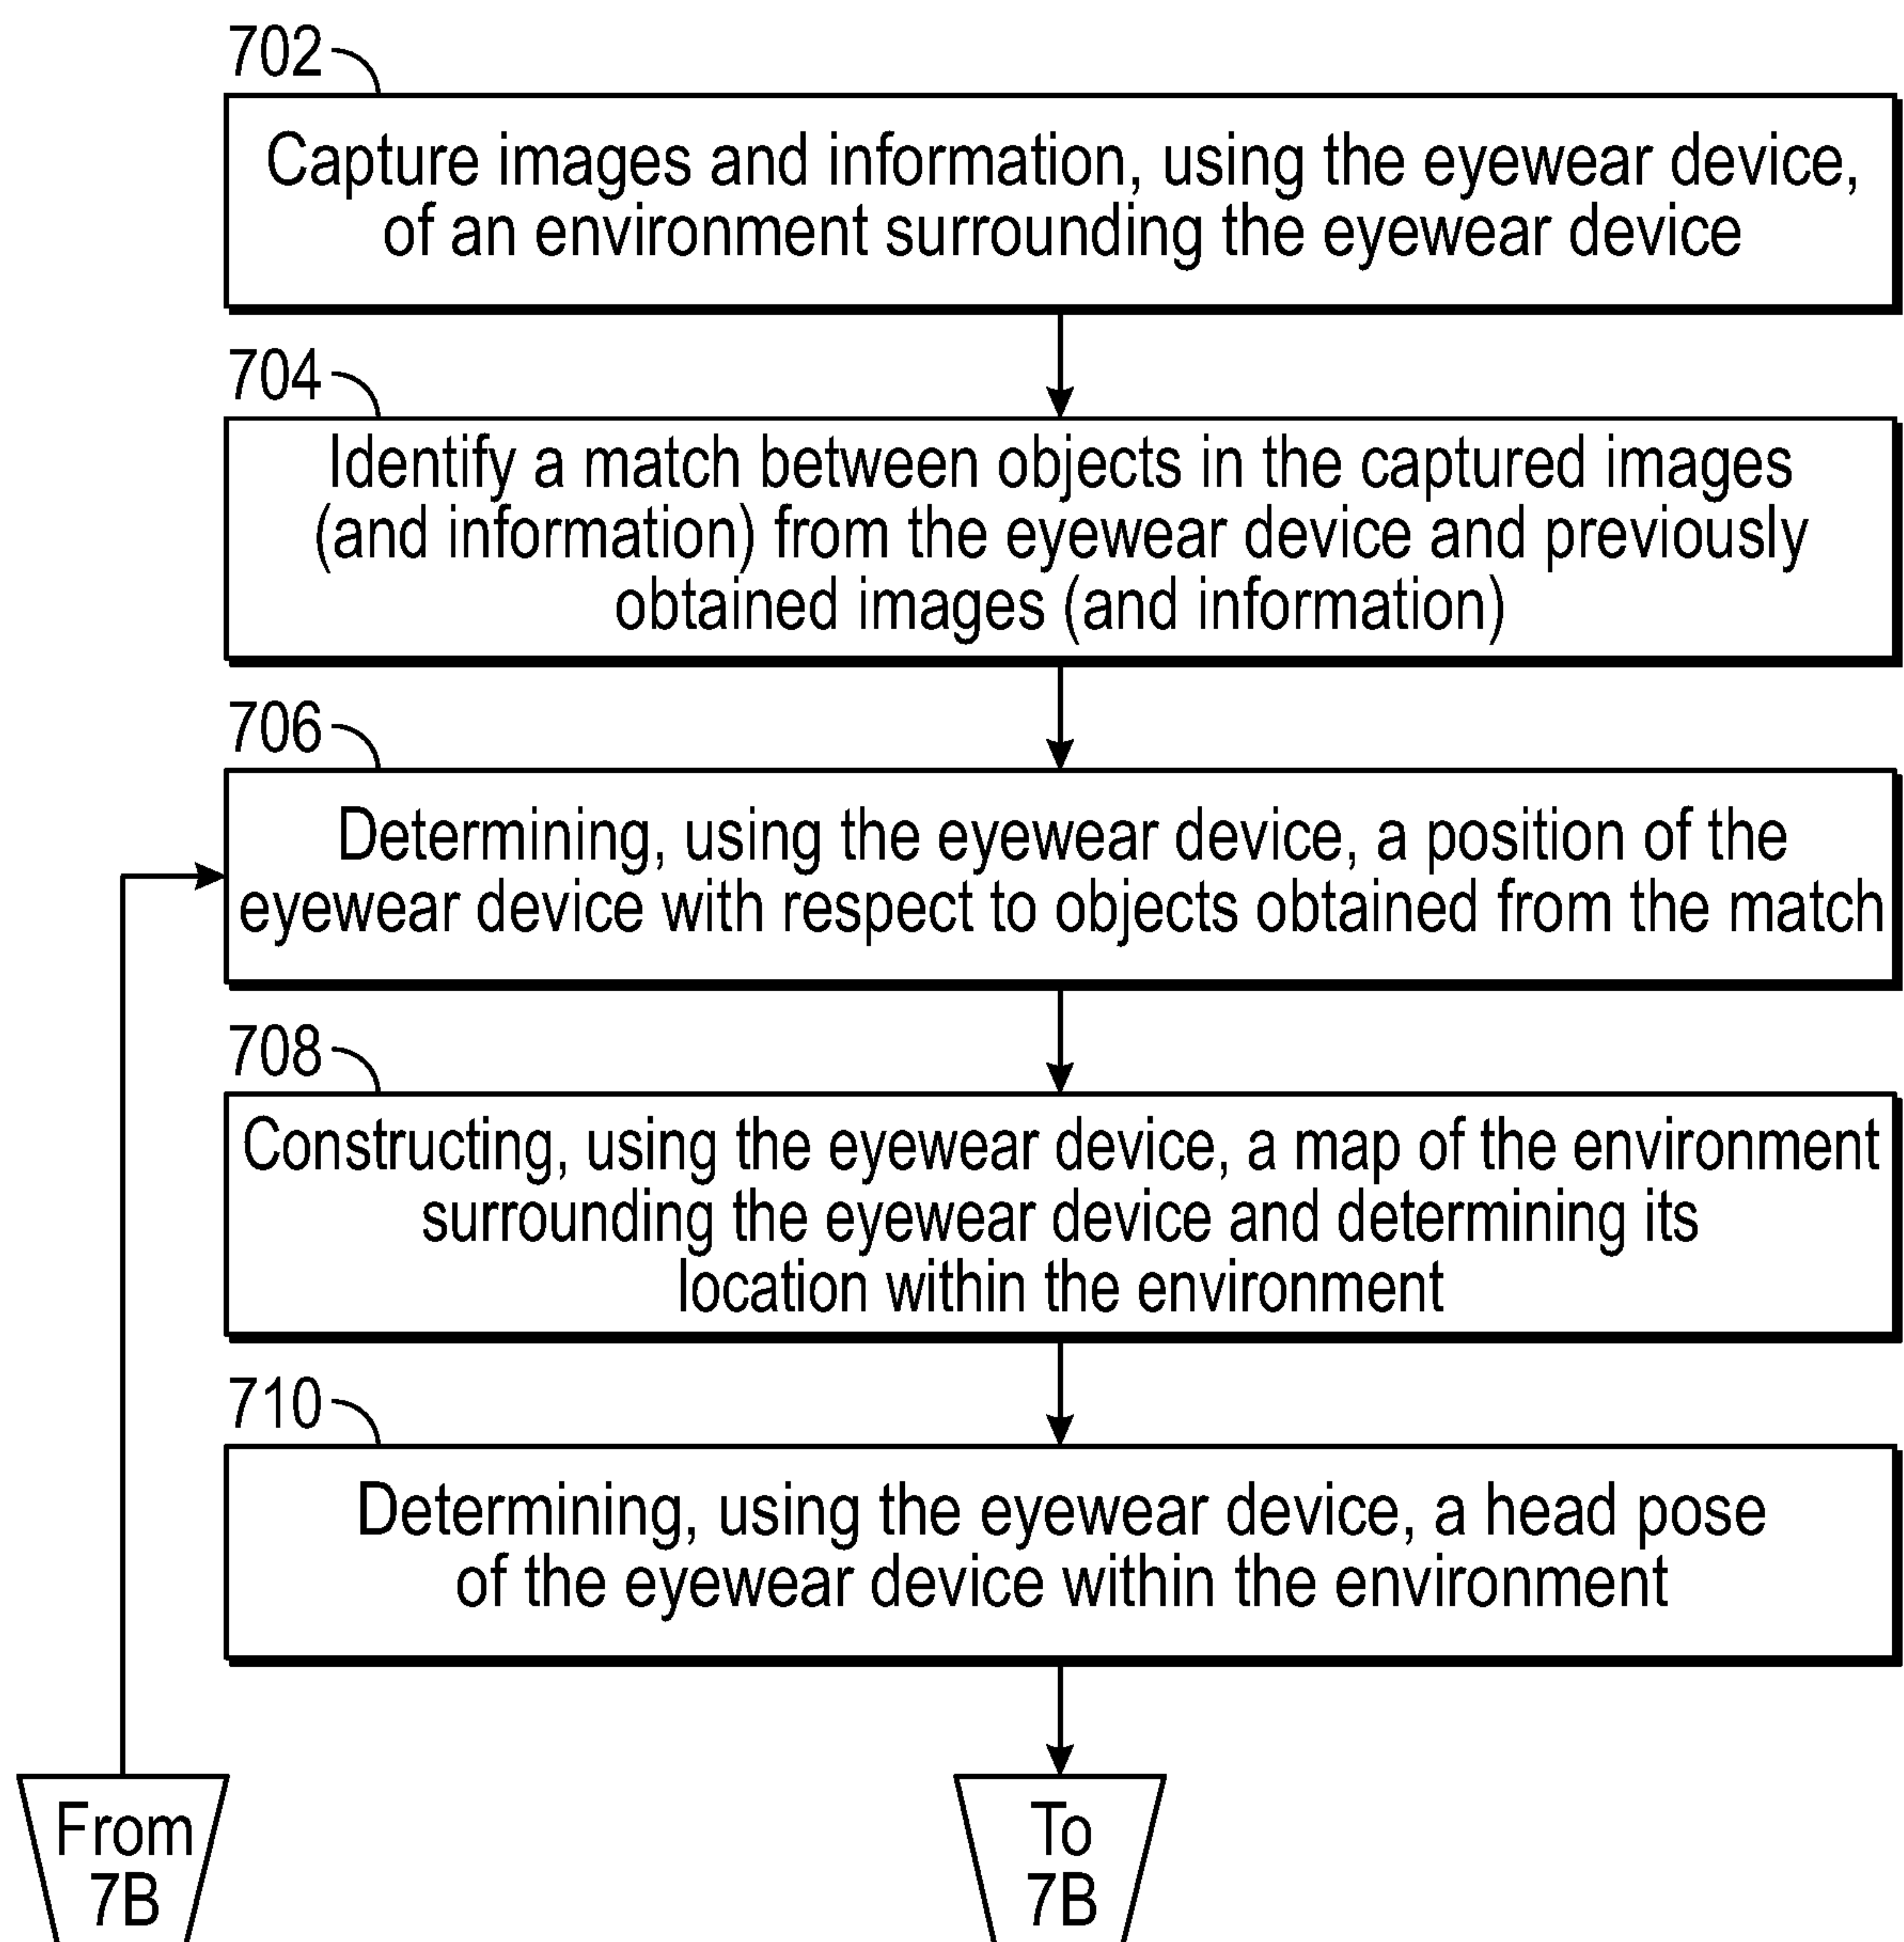 702
Capture images and information, using the eyewear device,
of an environment surrounding the eyewear device
704
Identify a match between objects in the captured images
(and information) from the eyewear device and previously
obtained images (and information)
706
Determining, using the eyewear device, a position of the
eyewear device with respect to objects obtained from the match
708
Constructing, using the eyewear device, a map of the environment
surrounding the eyewear device and determining its
location within the environment
710
Determining, using the eyewear device, a head pose
of the eyewear device within the environment
From
7B
To
7B